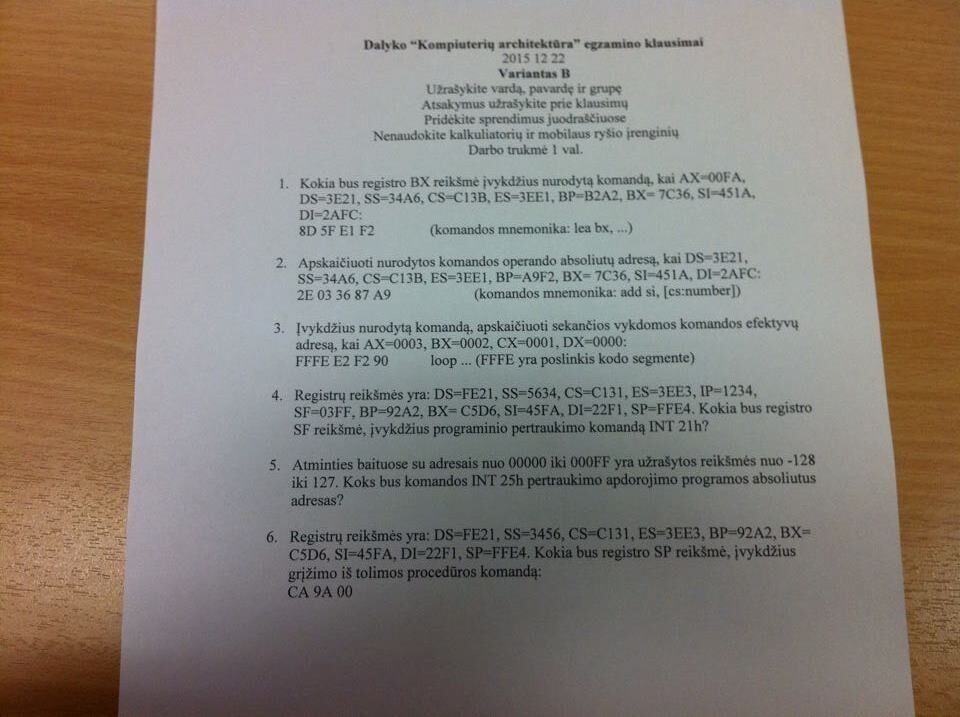 Dalyko “Kompiuterių architektūra” egzamino klausimai
2015 12 22
Variantas B
Užrašykite vardą, pavardę ir grupę
Atsakymus užrašykite prie klausimų
Pridėkite sprendimus juodraščiuose
Nenaudokite kalkuliatorių ir mobilaus ryšio įrenginių
Darbo trukmė 1 val.
1. Kokia bus registro BX reikšmė įvykdžius nurodytą komandą, kai AX=00FA,
DS=3E21, SS=34A6, CS=C13B, ES=3EE1, BP=B2A2, BX= 7C36, SI=451A,
DI=2AFC:
8D 5F E1 F2 (komandos mnemonika: lea bx, ...)
2. Apskaičiuoti nurodytos komandos operando absoliutų adresą, kai DS=3E21,
SS=34A6, CS=C13B, ES=3EE1, BP=A9F2, BX= 7C36, SI=451A, DI=2AFC:
2E 03 36 87 A9 (komandos mnemonika: add si, [cs:number])
3. Įvykdžius nurodytą komandą, apskaičiuoti sekančios vykdomos komandos efektyvų
adresą, kai AX=0003, BX=0002, CX=0001, DX=0000:
FFFE E2 F2 90 loop ... (FFFE yra poslinkis kodo segmente)
4. Registrų reikšmės yra: DS=FE21, SS=5634, CS=C131, ES=3EE3, IP=1234,
SF=03FF, BP=92A2, BX= C5D6, SI=45FA, DI=22F1, SP=FFE4. Kokia bus registro
SF reikšmė, įvykdžius programinio pertraukimo komandą INT 21h?
5. Atminties baituose su adresais nuo 00000 iki 000FF yra užrašytos reikšmės nuo -128
iki 127. Koks bus komandos INT 25h pertraukimo apdorojimo programos absoliutus
adresas?
6. Registrų reikšmės yra: DS=FE21, SS=3456, CS=C131, ES=3EE3, BP=92A2, BX=
C5D6, SI=45FA, DI=22F1, SP=FFE4. Kokia bus registro SP reikšmė, įvykdžius
grįžimo iš tolimos procedūros komandą:
CA 9A 00